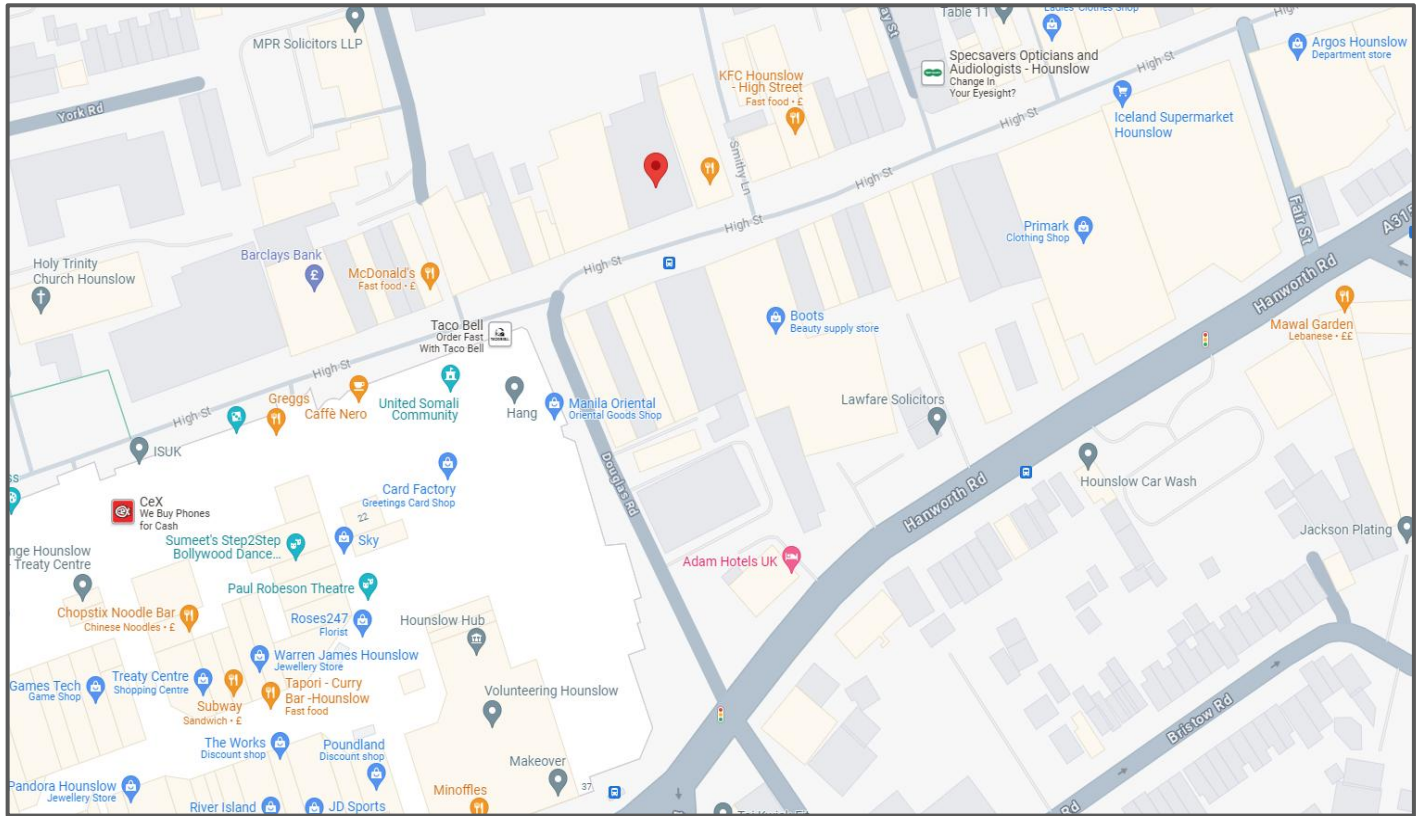 MPR Solicitors LLP
York Rd
Table 11
Ladies' Clothes Shop
High
Argos Hounslow
Department store
Specsavers Opticians and
Audiologists - Hounslow
Change In
Your Eyesight?
KFC Hounslow
- High Street
Fast food • £
High St
Iceland Supermarket
Hounslow
High St
Smithy Ln
High St
Fair St
Primark
Clothing Shop
High St
Barclays Bank
£
McDonald's
Fast food • £
High St
Holy Trinity
Church Hounslow
Hanworth Rd
Mawal Garden
Lebanese • ££
Taco Bell
Order Fast
With Taco Bell
Boots
Beauty supply store
High St
High St
Greggs
Caffè Nero
United Somali
Community
Hang
Manila Oriental
Oriental Goods Shop
Lawfare Solicitors
ISUK
Douglas Rd
Hounslow Car Wash
Card Factory
Greetings Card Shop
CeX
We Buy Phones
for Cash
22
Hanworth Rd
Sumeet's Step2Step
Bollywood Dance...
Sky
Jackson Plating
nge Hounslow
- Treaty Centre
Adam Hotels UK
Paul Robeson Theatre
Chopstix Noodle Bar
Chinese Noodles • £
Roses247
Florist
Hounslow Hub
Warren James Hounslow
Jewellery Store
Games Tech
Game Shop
Treaty Centre
Shopping Centre
Subway
Sandwich • £
Tapori - Curry
Bar -Hounslow
Fast food
Volunteering Hounslow
Bristow Rd
The Works
Discount shop
Poundland
Discount shop
Makeover
37
Pandora Hounslow
Jewellery Store
River Island
JD Sports
Minoffles
Rd